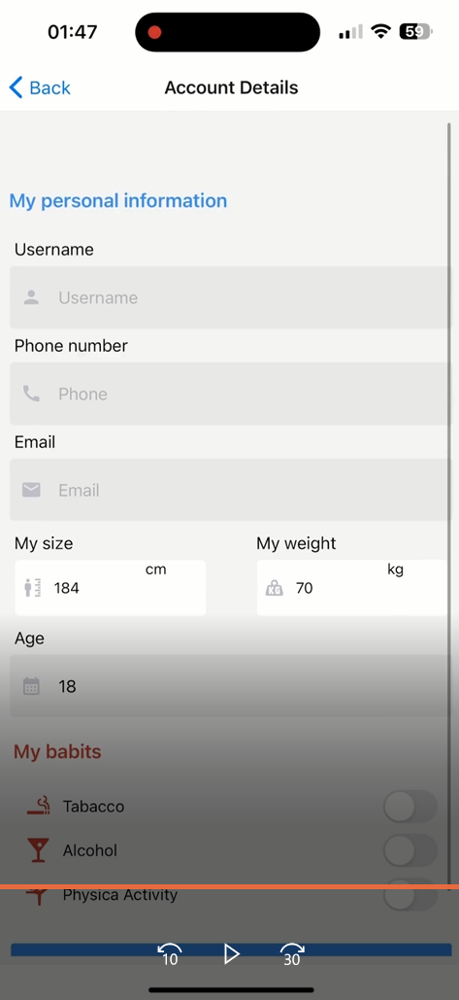 01:47 59
Back Account Details
My personal information
Username
Username
Phone number
Phone
Email
Email
My size My weight
184 cm KG 70 kg
Age
18
My babits
Tabacco
Alcohol
Physica Activity
10 30